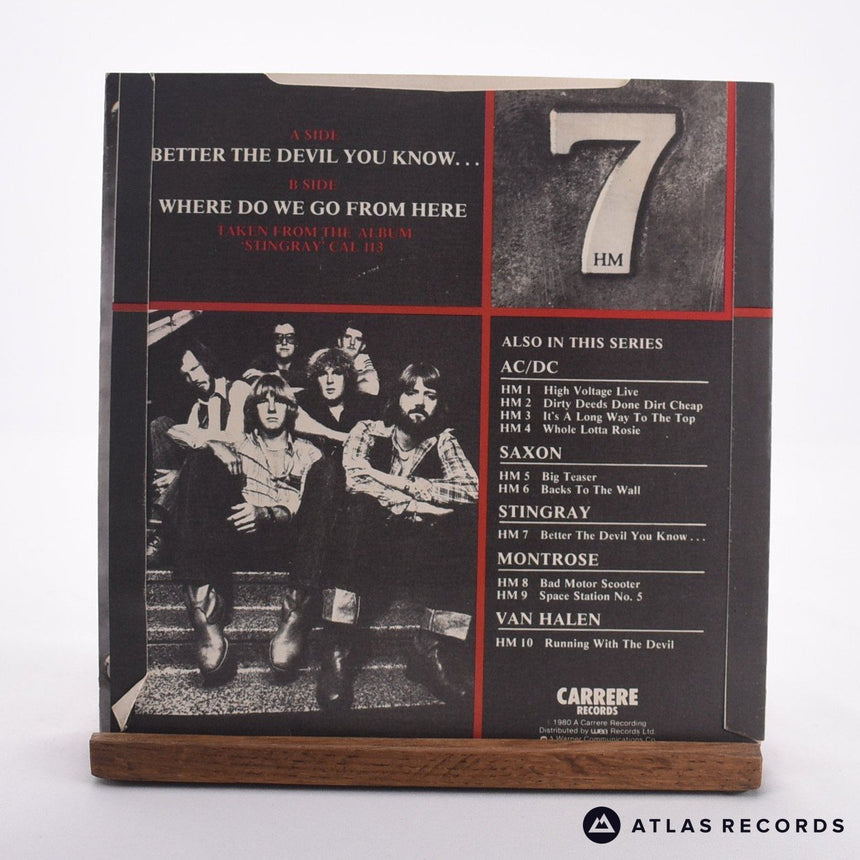 A SIDE
BETTER THE DEVIL YOU KNOW...
B SIDE
WHERE DO WE GO FROM HERE
TAKEN FROM THE ALBUM
'STINGRAY' CAL 113
7
HM
ALSO IN THIS SERIES
AC/DC
HM 1 High Voltage Live
HM 2 Dirty Deeds Done Dirt Cheap
HM 3 It's A Long Way To The Top
HM 4 Whole Lotta Rosie
SAXON
HM 5 Big Teaser
HM 6 Backs To The Wall
STINGRAY
HM 7 Better The Devil You Know...
MONTROSE
HM 8 Bad Motor Scooter
HM 9 Space Station No. 5
VAN HALEN
HM 10 Running With The Devil
CARRERE
RECORDS
1980 A Carrere Recording
Distributed by wea Records Ltd.
A Warner Communications Co
ATLAS RECORDS